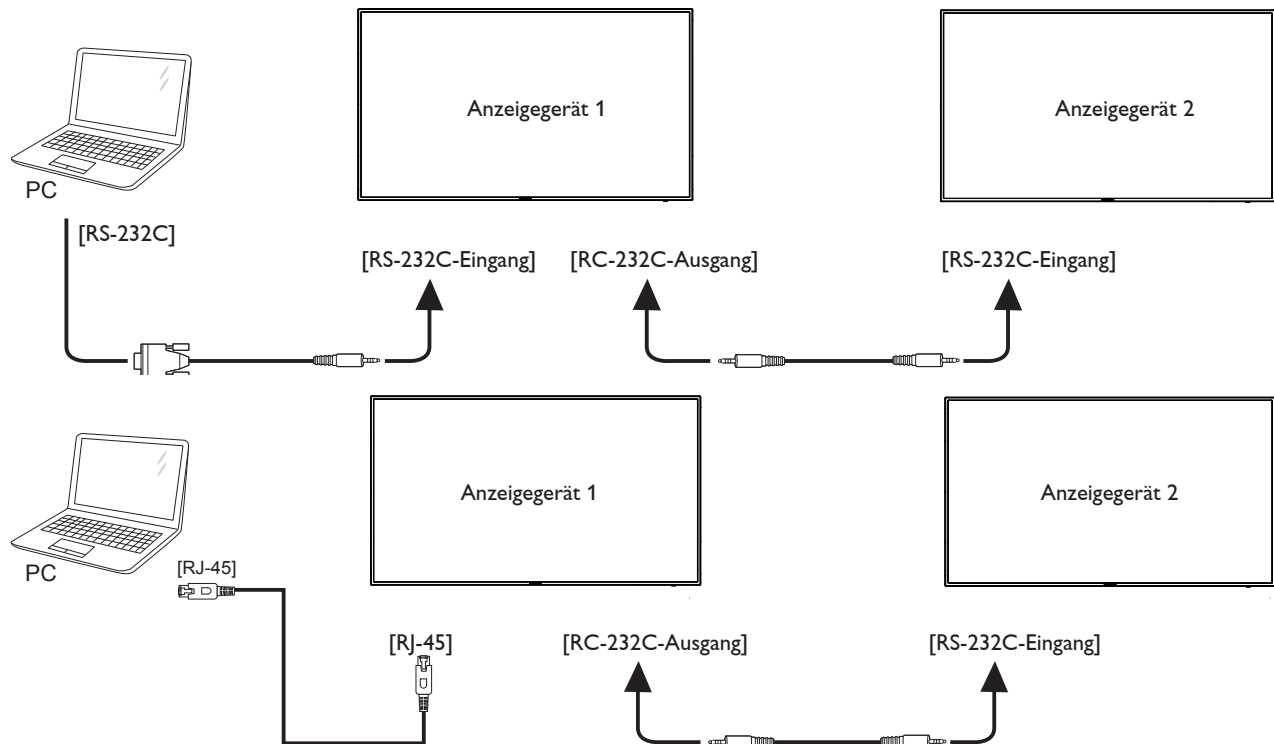 Anzeigegerät 1
Anzeigegerät 2
PC
[RS-232C]
[RS-232C-Eingang]
[RC-232C-Ausgang]
[RS-232C-Eingang]
Anzeigegerät 1
Anzeigegerät 2
PC
[RJ-45]
[RJ-45]
[RC-232C-Ausgang]
[RS-232C-Eingang]